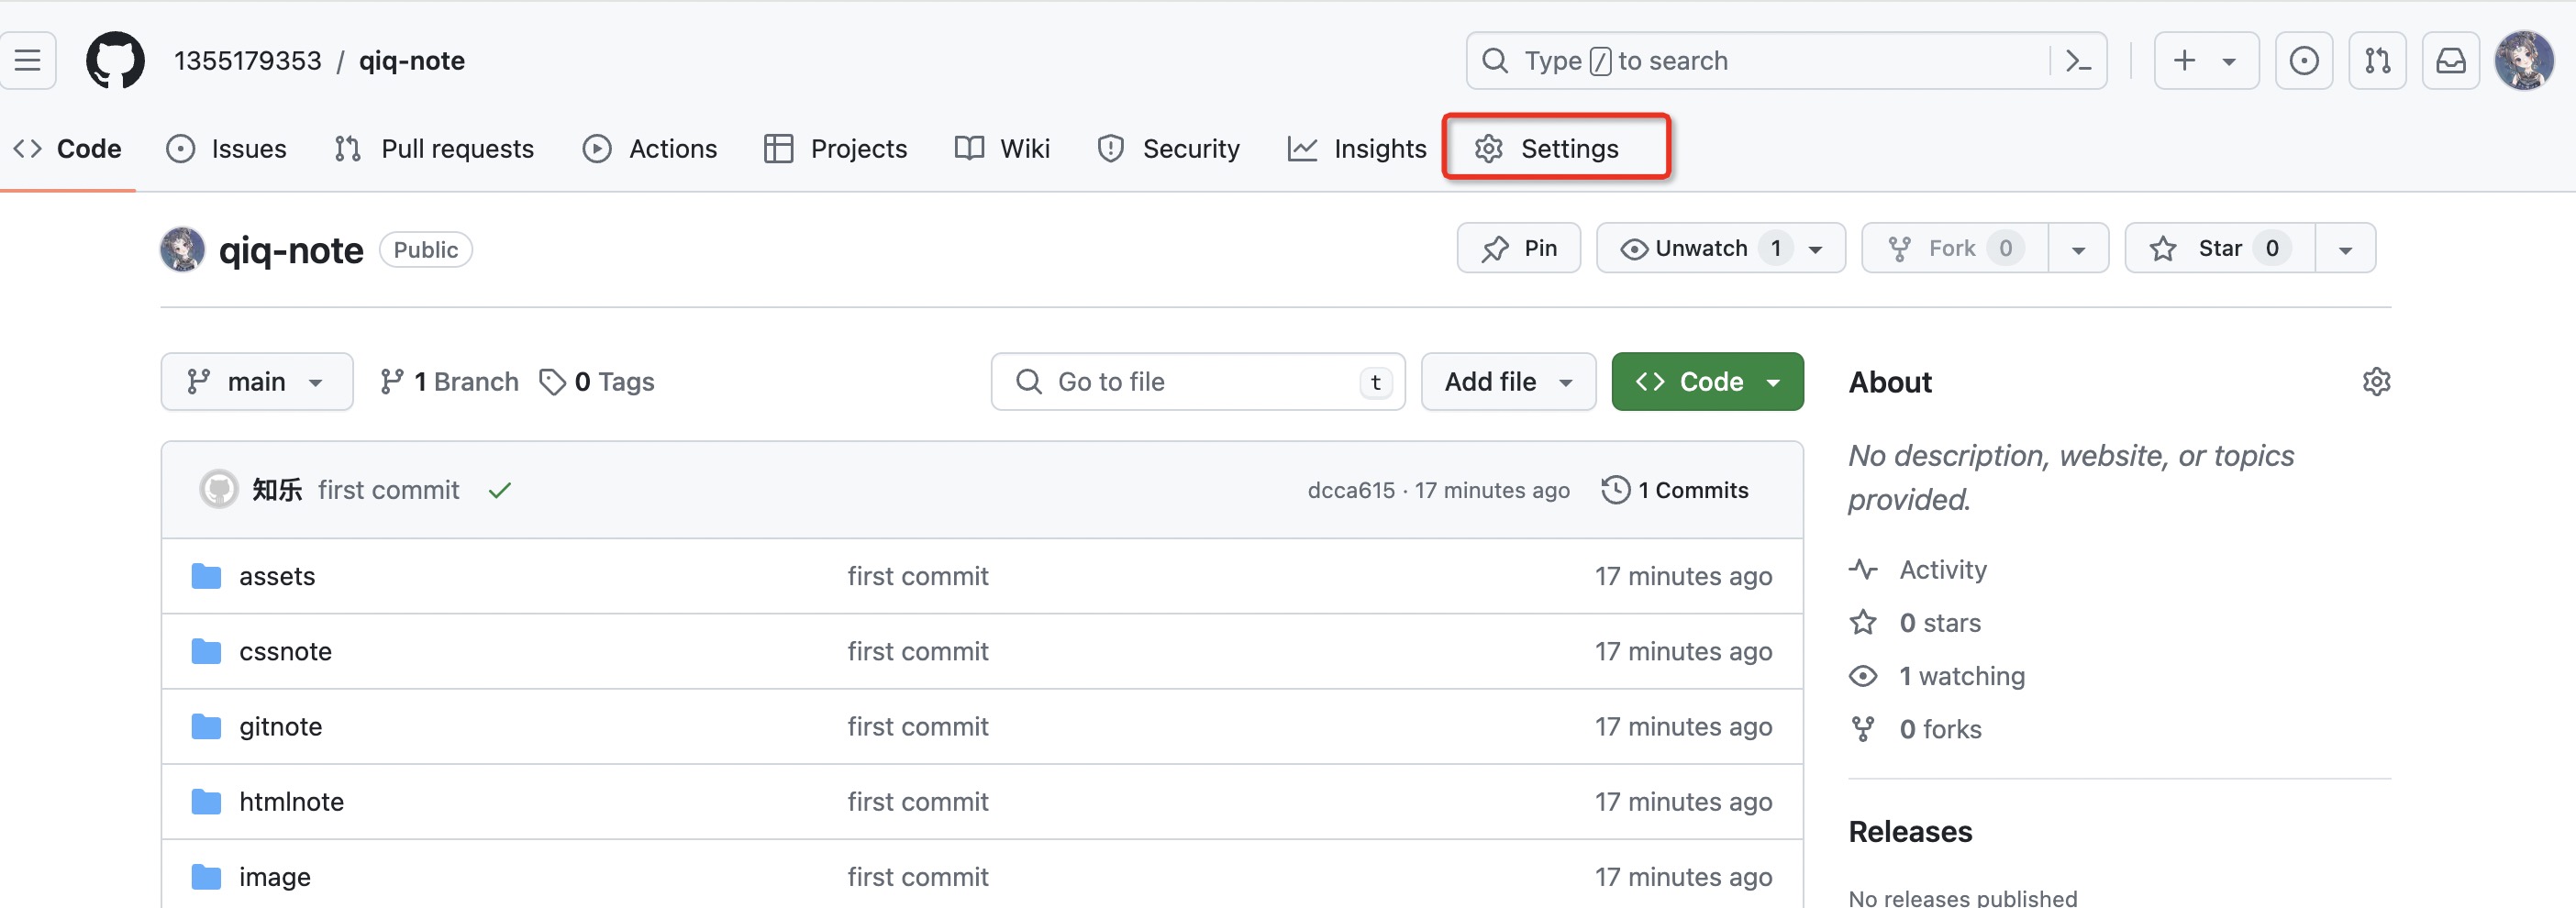 1355179353 / qiq-note
Type / to search
Code Issues Pull requests Actions Projects Wiki Security Insights Settings
qiq-note Public
Pin Unwatch 1 Fork 0 Star 0
main 1 Branch 0 Tags Go to file t Add file Code
知乐 first commit dcca615 · 17 minutes ago 1 Commits
assets first commit 17 minutes ago
cssnote first commit 17 minutes ago
gitnote first commit 17 minutes ago
htmlnote first commit 17 minutes ago
image first commit 17 minutes ago
About
No description, website, or topics
provided.
Activity
0 stars
1 watching
0 forks
Releases
No releases published